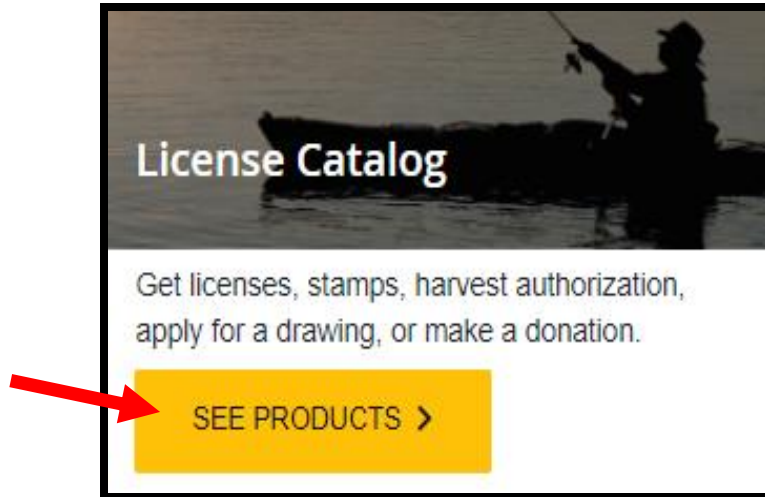 License Catalog
Get licenses, stamps, harvest authorization,
apply for a drawing, or make a donation.
SEE PRODUCTS >